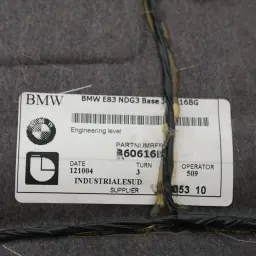 BMW
BMW E83 NDG3 Base
Engineering level
PARTNUMBER
DATE TURN OPERATOR
121004 3 509
INDUSTRIALESUD
SUPPLIER
53 10